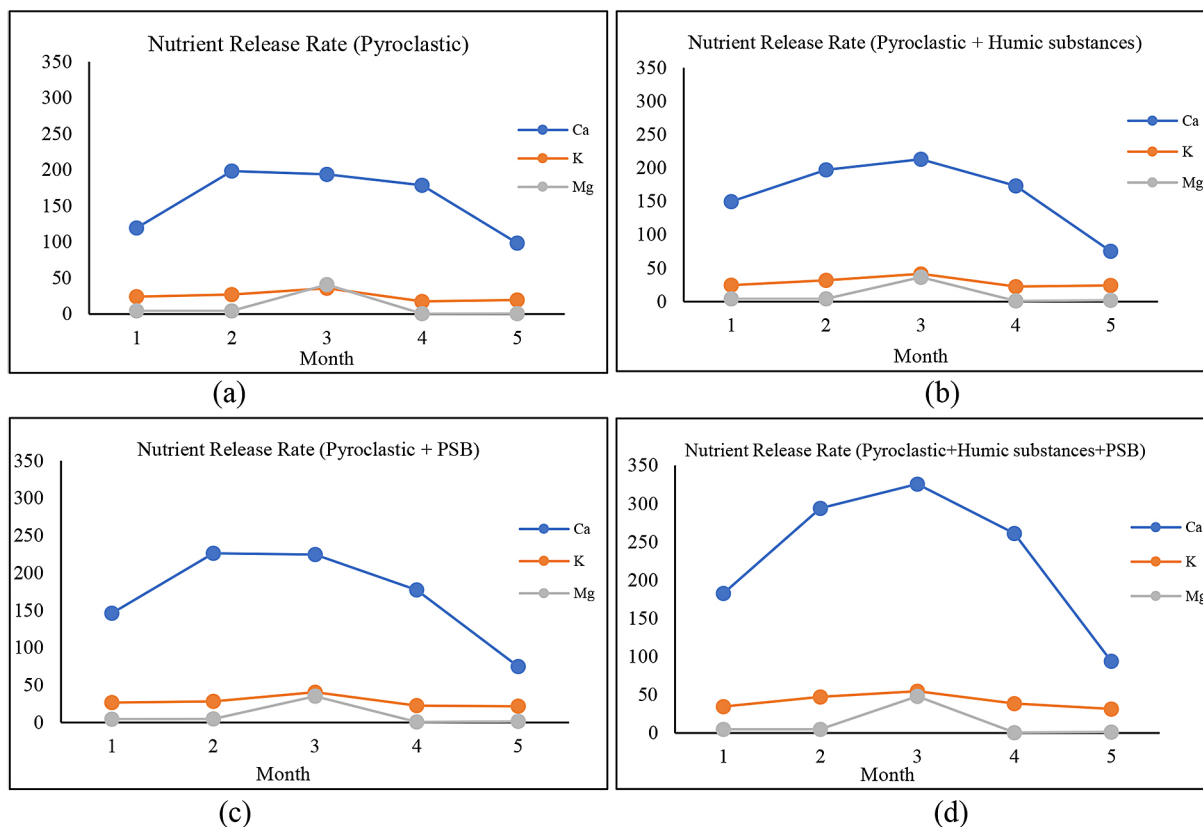 Nutrient Release Rate (Pyroclastic)
350
300
250
200
150
100
50
0
1 2 3 4 5
Month
Ca
K
Mg
(a)
Nutrient Release Rate (Pyroclastic + Humic substances)
350
300
250
200
150
100
50
0
1 2 3 4 5
Month
Ca
K
Mg
(b)
Nutrient Release Rate (Pyroclastic + PSB)
350
300
250
200
150
100
50
0
1 2 3 4 5
Month
Ca
K
Mg
(c)
Nutrient Release Rate (Pyroclastic+Humic substances+PSB)
350
300
250
200
150
100
50
0
1 2 3 4 5
Month
Ca
K
Mg
(d)